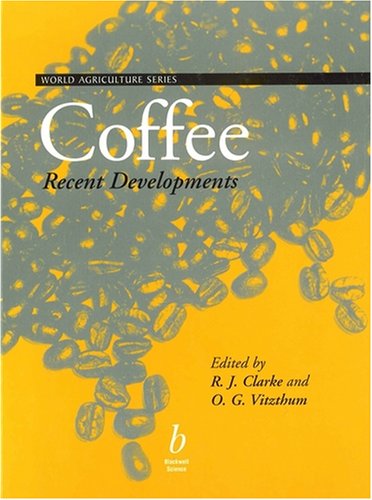 WORLD AGRICULTURE SERIES
Coffee
Recent Developments
Edited by
R. J. Clarke and
O. G. Vitzthum
b
Blackwell
Science